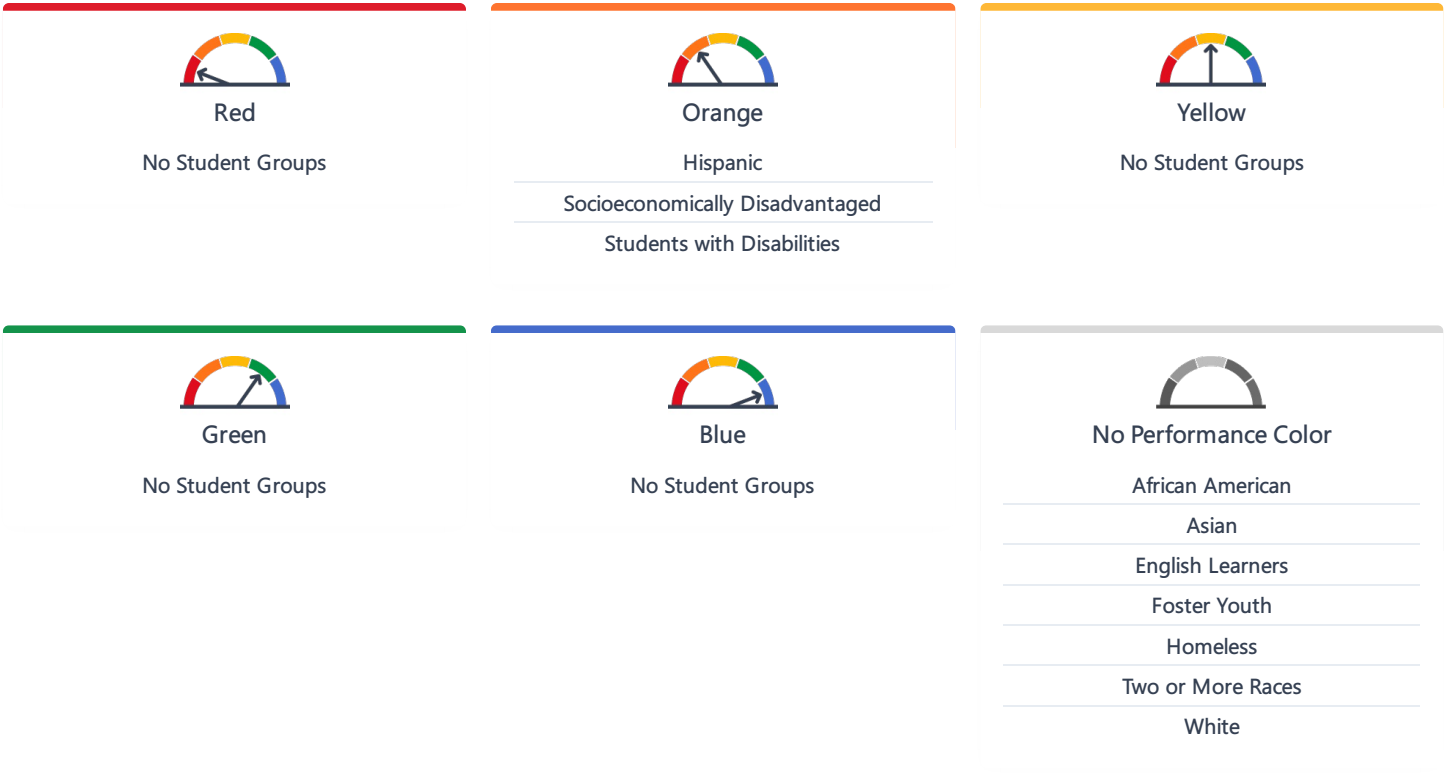 Red
No Student Groups
Orange
Hispanic
Socioeconomically Disadvantaged
Students with Disabilities
Yellow
No Student Groups
Green
No Student Groups
Blue
No Student Groups
No Performance Color
African American
Asian
English Learners
Foster Youth
Homeless
Two or More Races
White